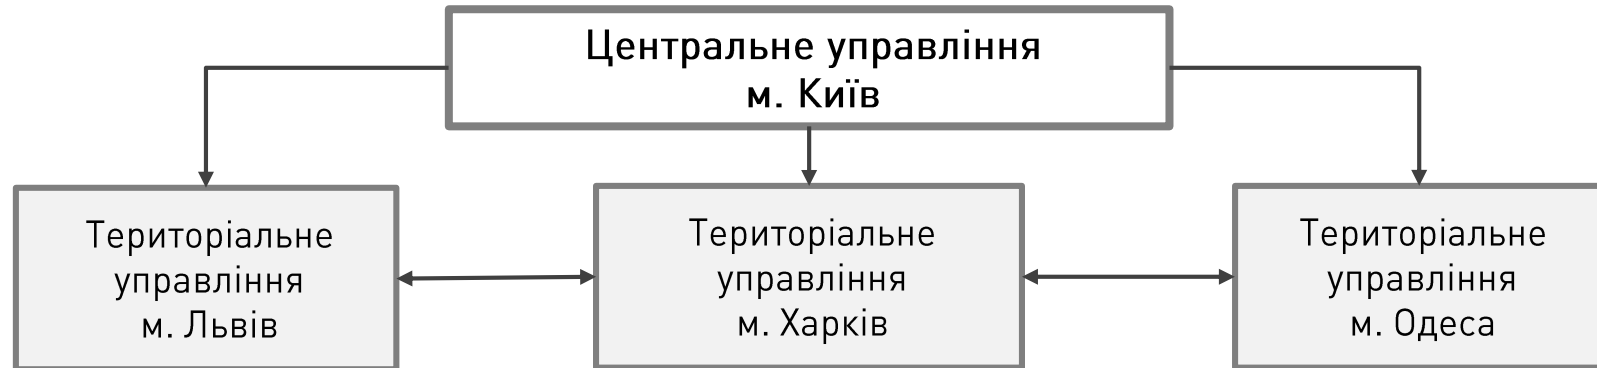 Центральне управління
м. Київ
Територіальне
управління
м. Львів
Територіальне
управління
м. Харків
Територіальне
управління
м. Одеса